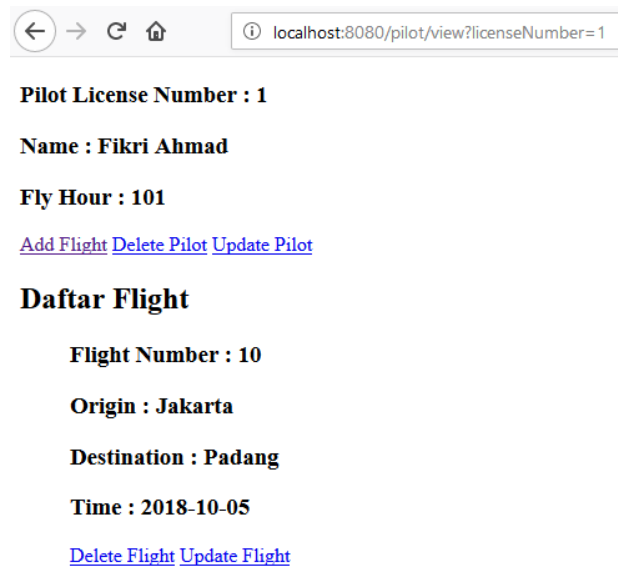 localhost:8080/pilot/view?licenseNumber=1
Pilot License Number : 1
Name : Fikri Ahmad
Fly Hour : 101
Add Flight Delete Pilot Update Pilot
Daftar Flight
Flight Number : 10
Origin : Jakarta
Destination : Padang
Time : 2018-10-05
Delete Flight Update Flight